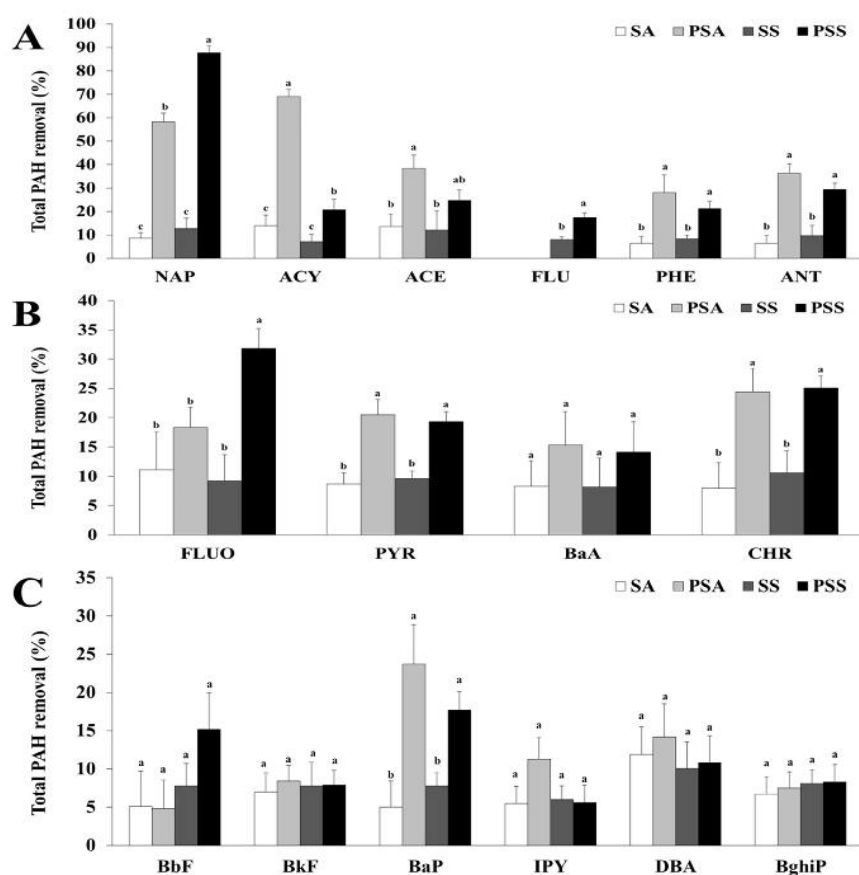 A
Total PAH removal (%)
100
90
80
70
60
50
40
30
20
10
0
SA PSA SS PSS
c b c a
c a c b
b a b ab
b a
b a b a
b a b a
NAP ACY ACE FLU PHE ANT
B
Total PAH removal (%)
40
35
30
25
20
15
10
5
0
SA PSA SS PSS
b b b a
b a b a
a a a a
b a b a
FLUO PYR BaA CHR
C
Total PAH removal (%)
35
30
25
20
15
10
5
0
SA PSA SS PSS
a a a a
a a a a
b a b a
a a a a
a a a a
a a a a
BbF BkF BaP IPY DBA BghiP